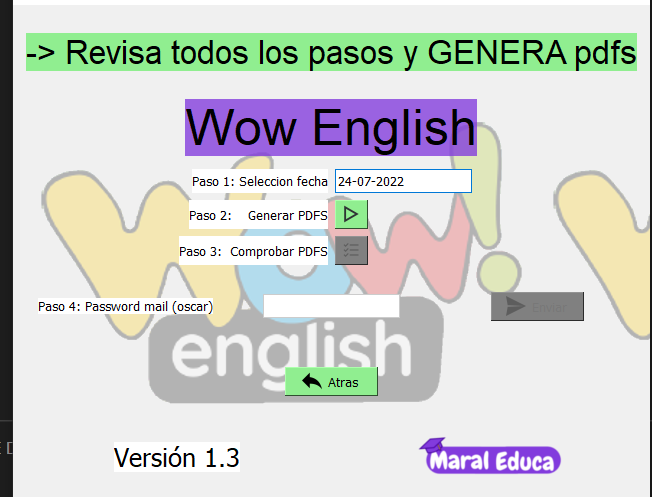 -> Revisa todos los pasos y GENERA pdfs
Wow English
Paso 1: Seleccion fecha 24-07-2022
Paso 2: Generar PDFS
Paso 3: Comprobar PDFS
Paso 4: Password mail (oscar) Enviar
Wow!
english
Atras
Versión 1.3
Maral Educa